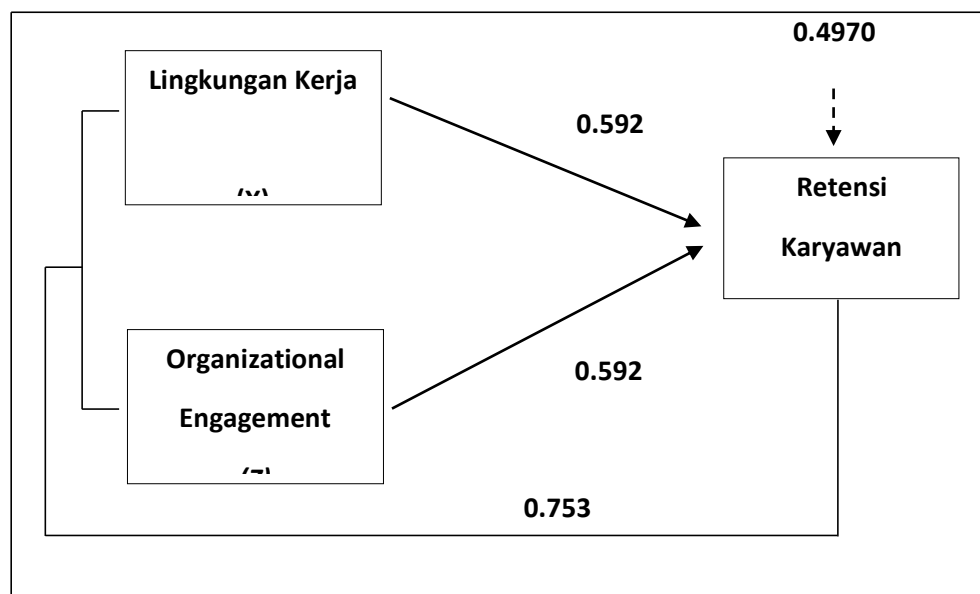 0.4970
Lingkungan Kerja
0.592
Retensi
Karyawan
Organizational
Engagement
0.592
0.753